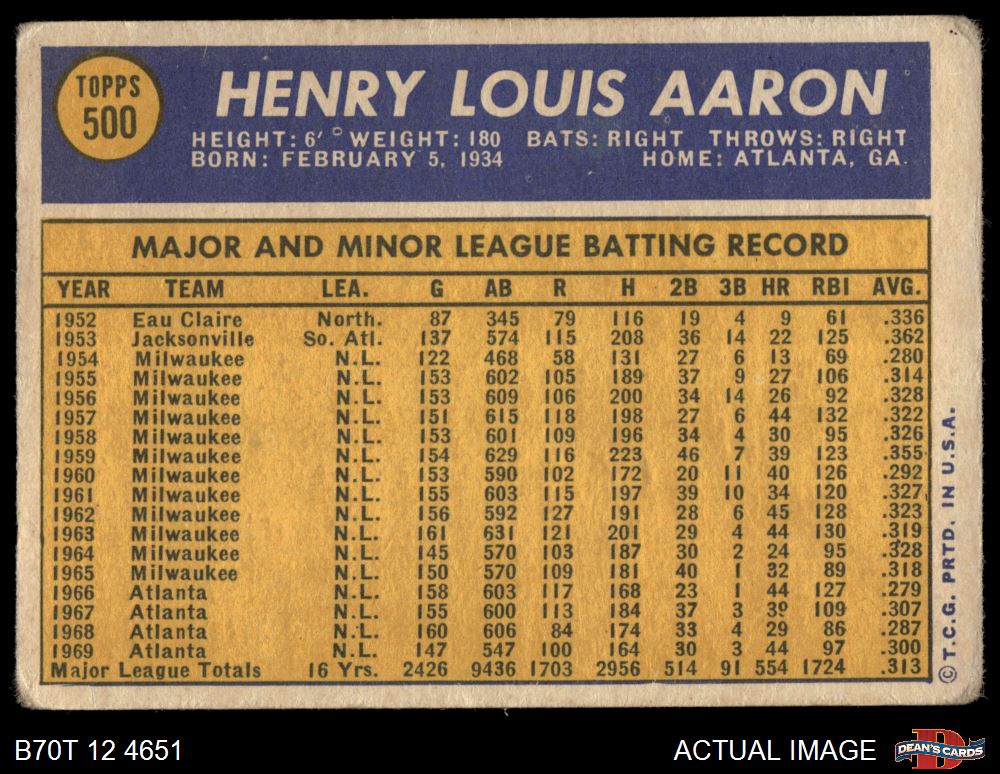 TOPPS
500
HENRY LOUIS AARON
HEIGHT: 6' WEIGHT: 180 BATS: RIGHT THROWS: RIGHT
BORN: FEBRUARY 5, 1934 HOME: ATLANTA, GA.
MAJOR AND MINOR LEAGUE BATTING RECORD
YEAR TEAM LEA. G AB R H 2B 3B HR RBI AVG.
1952 Eau Claire North. 87 345 79 116 19 4 9 61 .336
1953 Jacksonville So. Atl. 137 574 115 208 36 14 22 125 .362
1954 Milwaukee N.L. 122 468 58 131 27 6 13 69 .280
1955 Milwaukee N.L. 153 602 105 189 37 9 27 106 .314
1956 Milwaukee N.L. 153 609 106 200 34 14 26 92 .328
1957 Milwaukee N.L. 151 615 118 198 27 6 44 132 .322
1958 Milwaukee N.L. 153 601 109 196 34 4 30 95 .326
1959 Milwaukee N.L. 154 629 116 223 46 7 39 123 .355
1960 Milwaukee N.L. 153 590 102 172 20 11 40 126 .292
1961 Milwaukee N.L. 155 603 115 197 39 10 34 120 .327
1962 Milwaukee N.L. 156 592 127 191 28 6 45 128 .323
1963 Milwaukee N.L. 161 631 121 201 29 4 44 130 .319
1964 Milwaukee N.L. 145 570 103 187 30 2 24 95 .328
1965 Milwaukee N.L. 150 570 109 181 40 1 32 89 .318
1966 Atlanta N.L. 158 603 117 168 23 1 44 127 .279
1967 Atlanta N.L. 155 600 113 184 37 3 39 109 .307
1968 Atlanta N.L. 160 606 84 174 33 4 29 86 .287
1969 Atlanta N.L. 147 547 100 164 30 3 44 97 .300
Major League Totals 16 Yrs. 2426 9436 1703 2956 514 91 554 1724 .313
© T.C.G. PRTD. IN U.S.A.
B70T 12 4651 ACTUAL IMAGE
DEAN'S CARDS